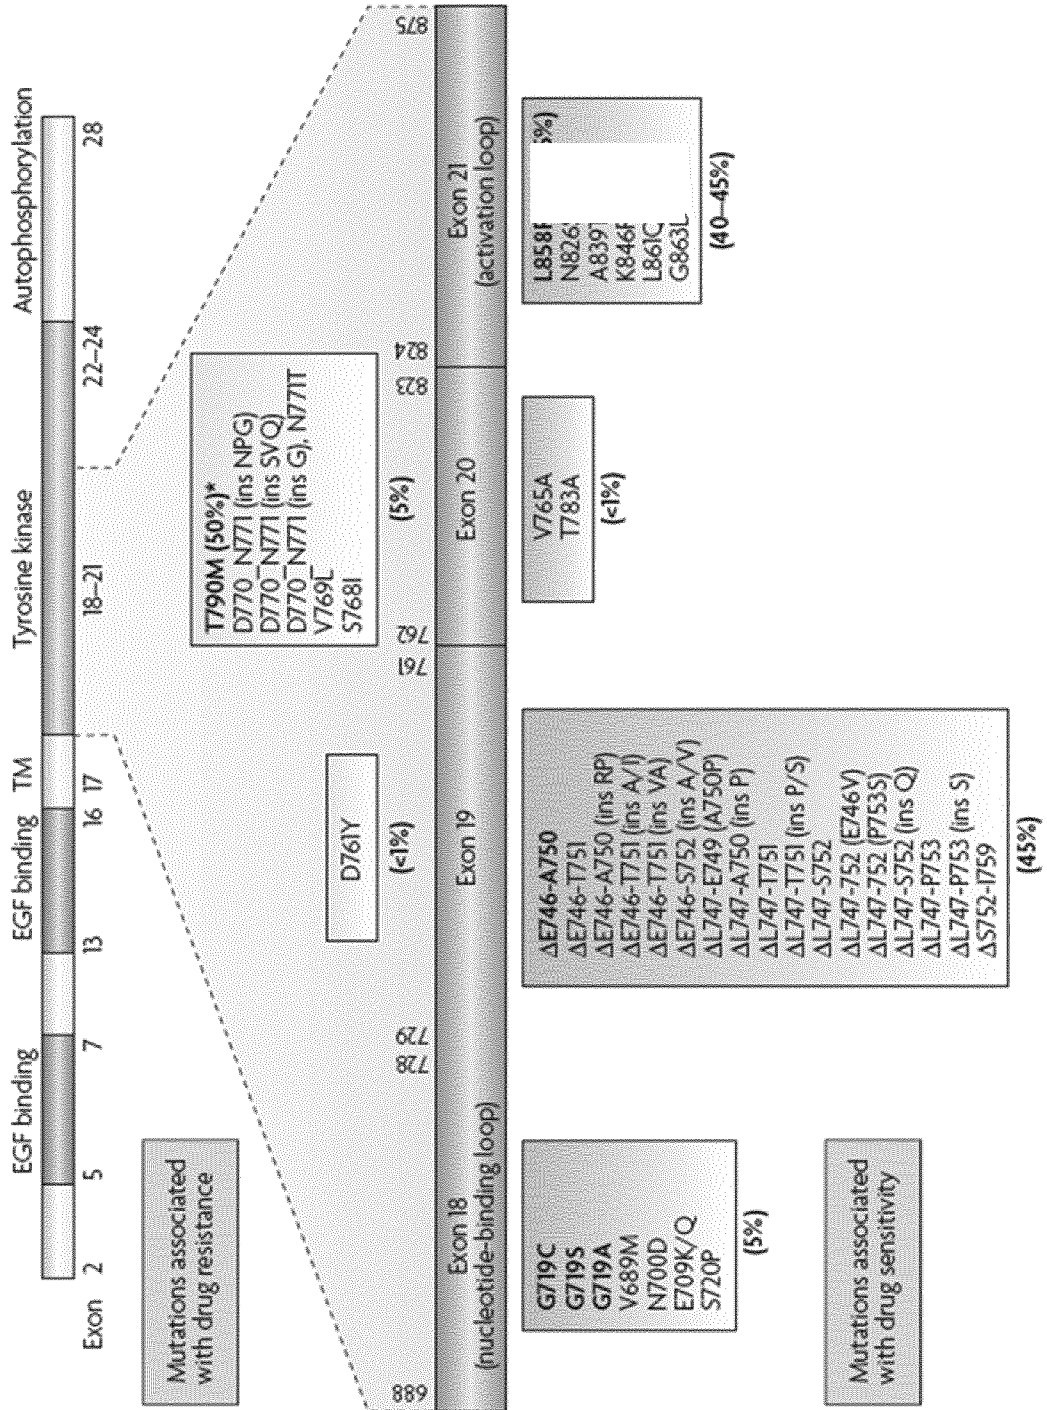 EGF binding EGF binding TM Tyrosine kinase Autophosphorylation
Exon 2 5 7 13 16 17 18–21 22–24 28
Mutations associated
with drug resistance
D761Y
(<1%)
T790M (50%)*
D770_N771 (ins NPG)
D770_N771 (ins SVQ)
D770_N771 (ins G), N771T
V769L
S768I
(5%)
688 728 729 761 762 823 824 875
Exon 18
(nucleotide-binding loop)
Exon 19
Exon 20
Exon 21
(activation loop)
G719C
G719S
G719A
V689M
N700D
E709K/Q
S720P
(5%)
ΔE746-A750
ΔE746-T751
ΔE746-A750 (ins RP)
ΔE746-T751 (ins A/I)
ΔE746-T751 (ins VA)
ΔE746-S752 (ins A/V)
ΔL747-E749 (A750P)
ΔL747-A750 (ins P)
ΔL747-T751
ΔL747-T751 (ins P/S)
ΔL747-S752
ΔL747-752 (E746V)
ΔL747-752 (P753S)
ΔL747-S752 (ins Q)
ΔL747-P753
ΔL747-P753 (ins S)
ΔS752-I759
(45%)
V765A
T783A
(<1%)
L858
N826
A839
K846
L861
G863
(40–45%)
Mutations associated
with drug sensitivity